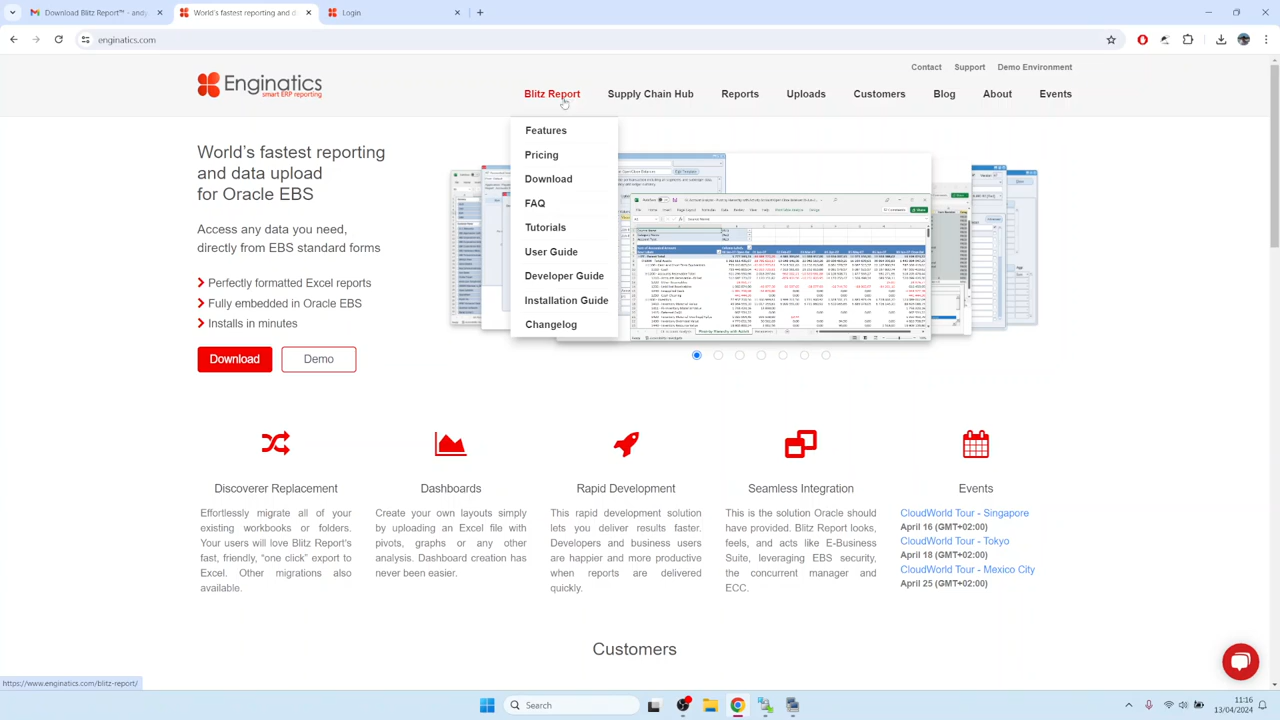 Download Blitz Report™ – andy
World's fastest reporting and d
Login
enginatics.com
Contact Support Demo Environment
Enginatics
smart ERP reporting
Blitz Report Supply Chain Hub Reports Uploads Customers Blog About Events
Features
Pricing
Download
FAQ
Tutorials
User Guide
Developer Guide
Installation Guide
Changelog
World's fastest reporting
and data upload
for Oracle EBS
Access any data you need,
directly from EBS standard forms
Perfectly formatted Excel reports
Fully embedded in Oracle EBS
Installs in minutes
Download Demo
Discoverer Replacement
Effortlessly migrate all of your
existing workbooks or folders.
Your users will love Blitz Report's
fast, friendly, "one click" export to
Excel. Other migrations also
available.
Dashboards
Create your own layouts simply
by uploading an Excel file with
pivots, graphs or any other
analysis. Dashboard creation has
never been easier.
Rapid Development
This rapid development solution
lets you deliver results faster.
Developers and business users
are happier and more productive
when reports are delivered
quickly.
Seamless Integration
This is the solution Oracle should
have provided. Blitz Report looks,
feels, and acts like E-Business
Suite, leveraging EBS security,
the concurrent manager and
ECC.
Events
CloudWorld Tour - Singapore
April 16 (GMT+02:00)
CloudWorld Tour - Tokyo
April 18 (GMT+02:00)
CloudWorld Tour - Mexico City
April 25 (GMT+02:00)
Customers
https://www.enginatics.com/blitz-report/
Search
11:16
13/04/2024